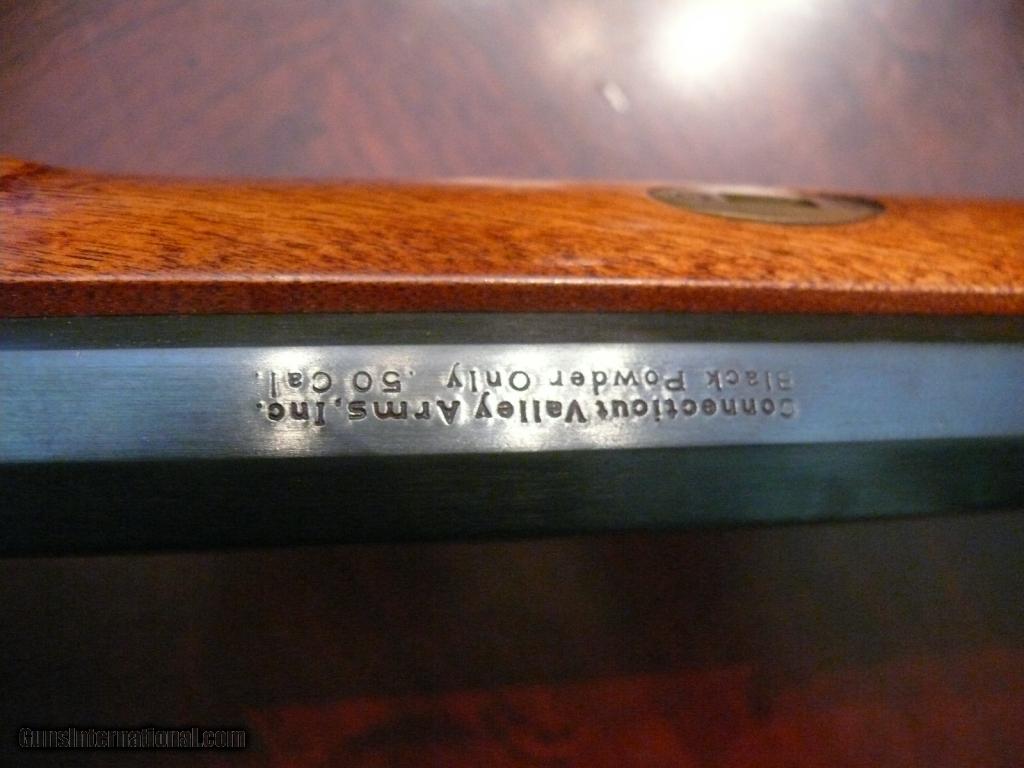 Connecticut Valley Arms, Inc.
Black Powder Only .50 Cal.
GunsInternational.com